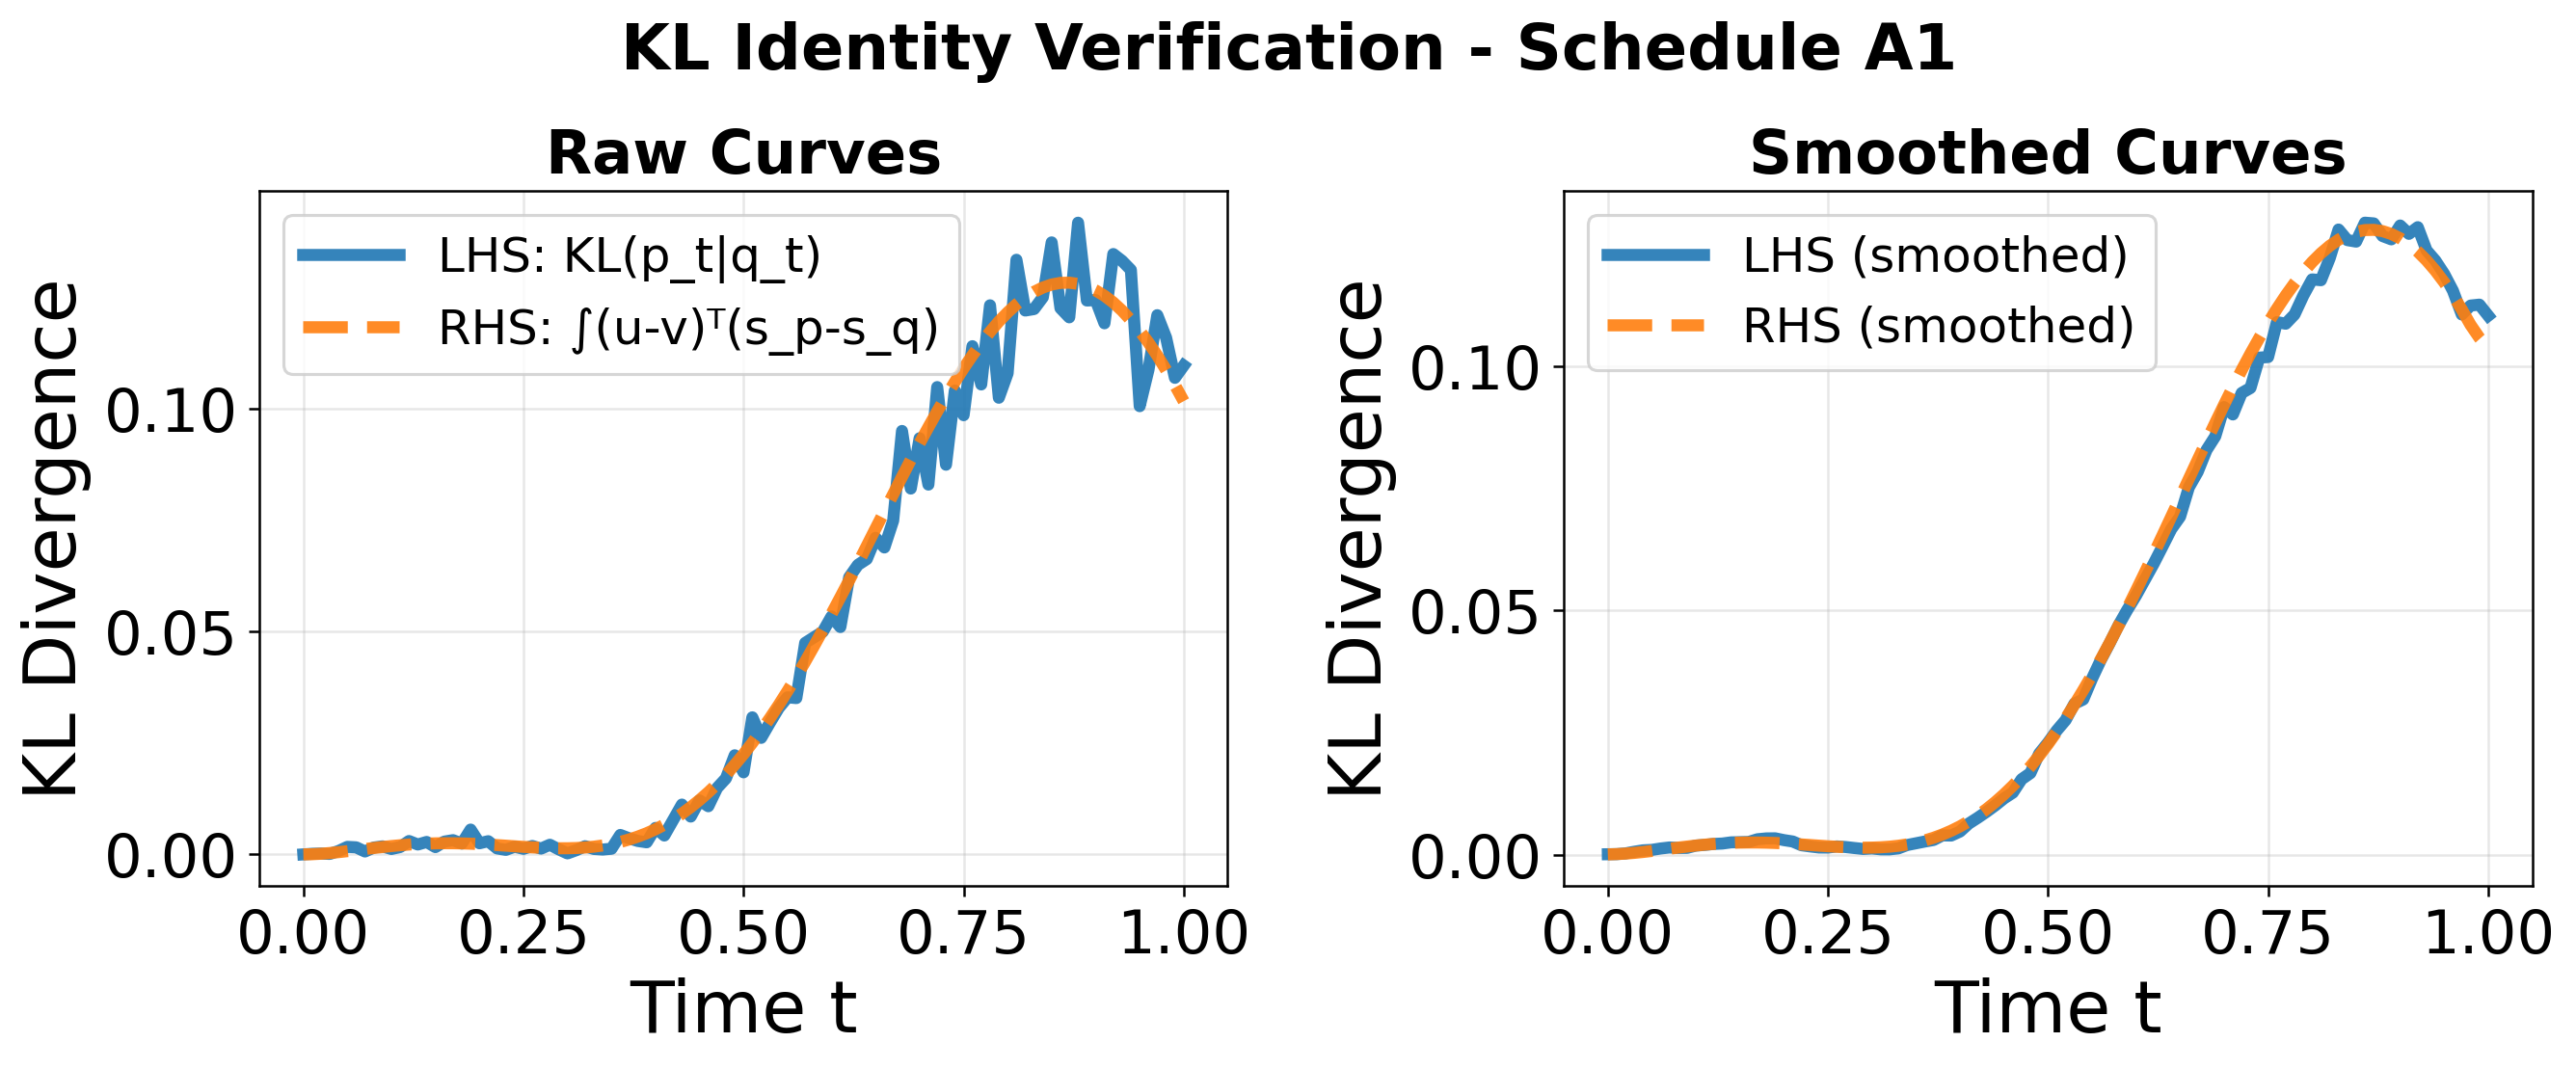 KL Identity Verification - Schedule A1
Raw Curves
LHS: KL(p_t|q_t)
RHS: ∫(u-v)ᵀ(s_p-s_q)
KL Divergence
0.10
0.05
0.00
0.00 0.25 0.50 0.75 1.00
Time t
Smoothed Curves
LHS (smoothed)
RHS (smoothed)
KL Divergence
0.10
0.05
0.00
0.00 0.25 0.50 0.75 1.00
Time t